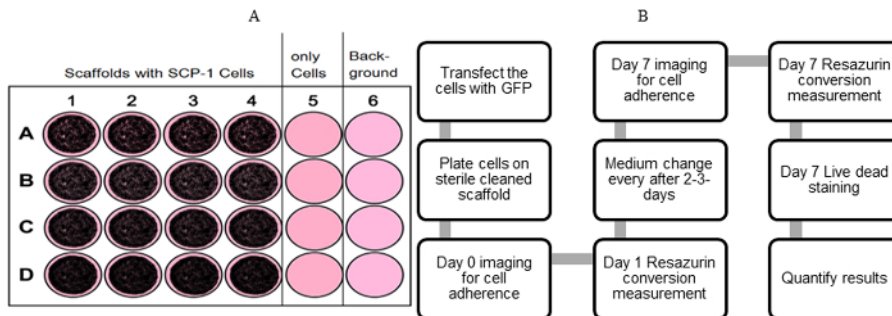 A
B
Scaffolds with SCP-1 Cells
only
Cells
Back-
ground
1 2 3 4 5 6
A
B
C
D
Transfect the
cells with GFP
Plate cells on
sterile cleaned
scaffold
Day 0 imaging
for cell
adherence
Day 1 Resazurin
conversion
measurement
Medium change
every after 2-3-
days
Day 7 imaging
for cell
adherence
Day 7 Resazurin
conversion
measurement
Day 7 Live dead
staining
Quantify results